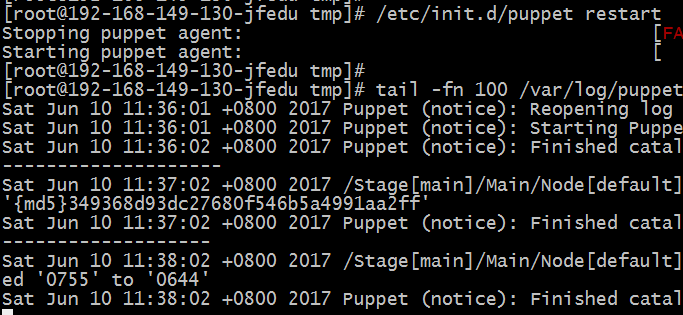 [root@192-168-149-130-jfedu tmp]# /etc/init.d/puppet restart
Stopping puppet agent: [FA
Starting puppet agent: [
[root@192-168-149-130-jfedu tmp]#
[root@192-168-149-130-jfedu tmp]# tail -fn 100 /var/log/puppet
Sat Jun 10 11:36:01 +0800 2017 Puppet (notice): Reopening log
Sat Jun 10 11:36:01 +0800 2017 Puppet (notice): Starting Puppe
Sat Jun 10 11:36:02 +0800 2017 Puppet (notice): Finished catal
---------------------
Sat Jun 10 11:37:02 +0800 2017 /Stage[main]/Main/Node[default]
'{md5}349368d93dc27680f546b5a4991aa2ff'
Sat Jun 10 11:37:02 +0800 2017 Puppet (notice): Finished catal
--------------------
Sat Jun 10 11:38:02 +0800 2017 /Stage[main]/Main/Node[default]
ed '0755' to '0644'
Sat Jun 10 11:38:02 +0800 2017 Puppet (notice): Finished catal